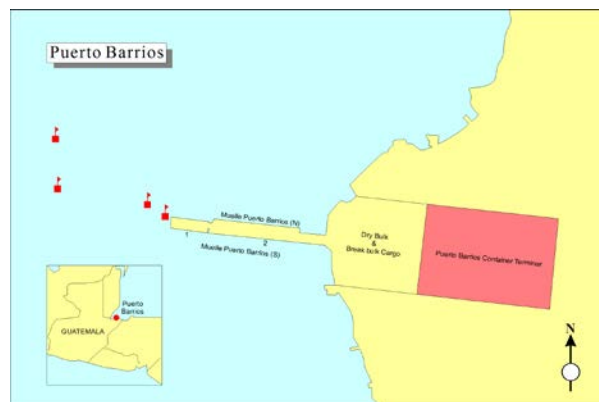 Puerto Barrios
Muelle Puerto Barrios (N)
1
2
Muelle Puerto Barrios (S)
Dry Bulk
&
Break bulk Cargo
Puerto Barrios Container Terminer
Puerto
Barrios
GUATEMALA
N